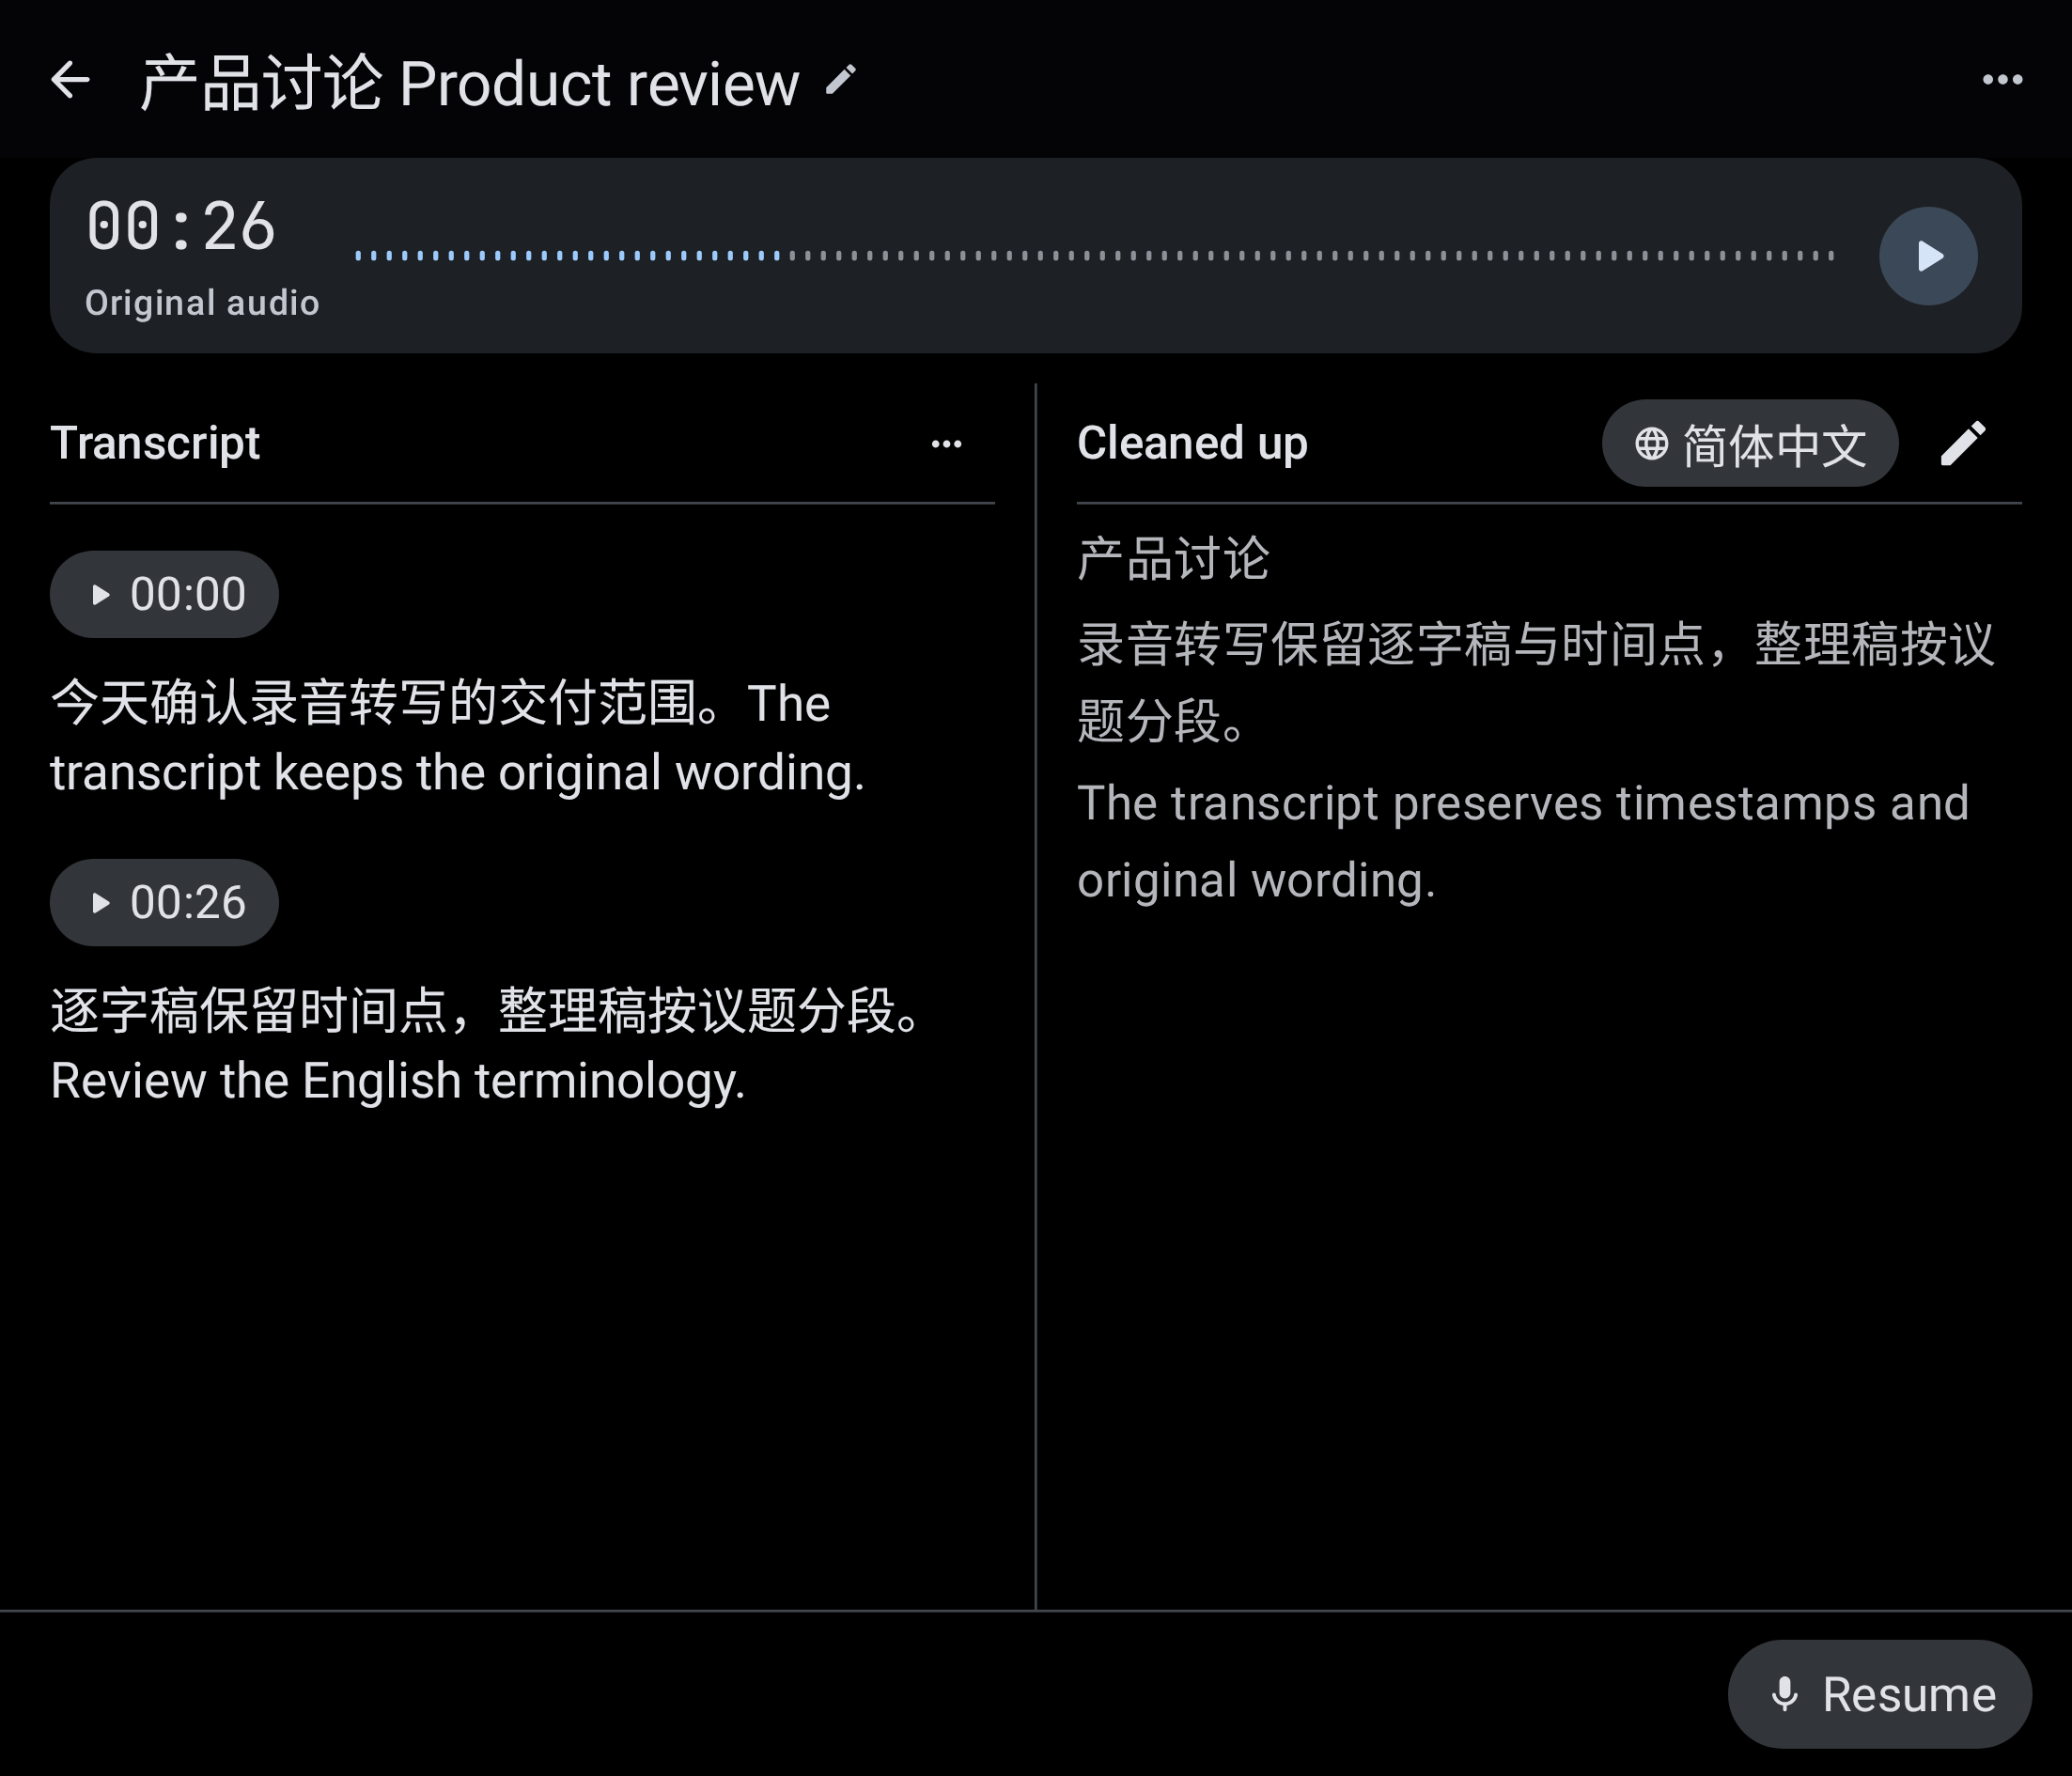 产品讨论 Product review
00:26
Original audio
Transcript
00:00
今天确认录音转写的交付范围。The
transcript keeps the original wording.
00:26
逐字稿保留时间点，整理稿按议题分段。
Review the English terminology.
Cleaned up
简体中文
产品讨论
录音转写保留逐字稿与时间点，整理稿按议
题分段。
The transcript preserves timestamps and
original wording.
Resume